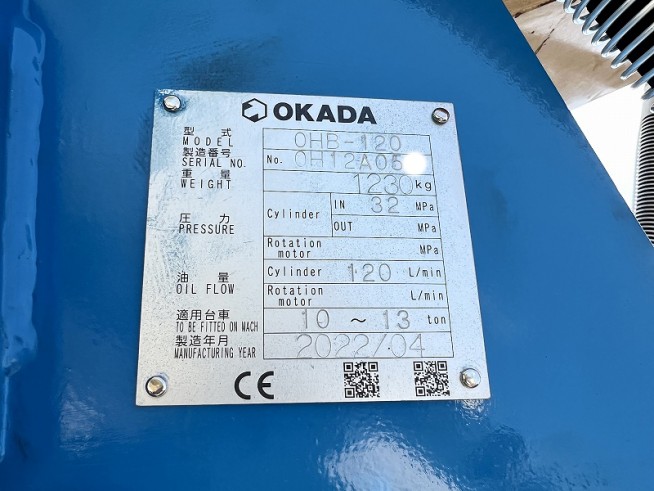 OKADA
型式 MODEL OHB-120
製造番号 SERIAL NO. No. OH12A05
重量 WEIGHT 1230kg
圧力 PRESSURE
Cylinder IN 32 MPa
OUT MPa
Rotation motor MPa
油量 OIL FLOW
Cylinder 120 L/min
Rotation motor L/min
適用台車 TO BE FITTED ON MACH 10 ~ 13 ton
製造年月 MANUFACTURING YEAR 2022/04
CE